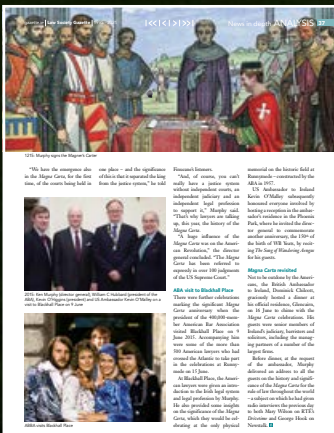 Law Society Gazette
|<<|<|>|>>|
News in depth ANALYSIS 37
1215: Murphy signs the Magna Carta
"We have the emergence also
in the Magna Carta, for the first
time, of the courts being held in
one place – and the significance
of this is that it separated the king
from the justice system," he told
Finucane's listeners.
"And, of course, you can't
really have a justice system
without independent courts, an
independent judiciary and an
independent legal profession
to support it," Murphy said.
"That's why lawyers are talking
up, this year, the history of the
Magna Carta.
"A huge influence of the
Magna Carta was on the Ameri-
can Revolution," the director
general concluded. "The Magna
Carta has been referred to
expressly in over 100 judgments
of the US Supreme Court."
ABA visit to Blackhall Place
There were further celebrations
marking the significant Magna
Carta anniversary when the
president of the 400,000-mem-
ber American Bar Association
visited Blackhall Place on 9
June 2015. Accompanying him
were some of the more than
500 American lawyers who had
crossed the Atlantic to take part
in the celebrations at Runny-
mede on 15 June.
At Blackhall Place, the Ameri-
can lawyers were given an intro-
duction to the Irish legal system
and legal profession by Murphy.
He also provided some insights
on the significance of the Magna
Carta, which they would be cel-
ebrating at the only physical
memorial on the historic field at
Runnymede – constructed by the
ABA in 1957.
US Ambassador to Ireland
Kevin O'Malley subsequently
honoured everyone involved by
hosting a reception in the ambas-
sador's residence in the Phoenix
Park, where he invited the direc-
tor general to commemorate
another anniversary, the 150th of
the birth of WB Yeats, by recit-
ing The Song of Wandering Aengus
for his guests.
Magna Carta revisited
Not to be outdone by the Ameri-
cans, the British Ambassador
to Ireland, Dominick Chilcott,
graciously hosted a dinner at
his official residence, Glencairn,
on 16 June to chime with the
Magna Carta celebrations. His
guests were senior members of
Ireland's judiciary, barristers and
solicitors, including the manag-
ing partners of a number of the
largest firms.
Before dinner, at the request
of the ambassador, Murphy
delivered an address to all the
guests on the history and signifi-
cance of the Magna Carta for the
rule of law throughout the world
– a subject on which he had given
radio interviews the previous day
to both Mary Wilson on RTÉ's
Drivetime and George Hook on
Newstalk.
2015: Ken Murphy (director general), William C Hubbard (president of the
ABA), Kevin O'Higgins (president) and US Ambassador Kevin O'Malley on a
visit to Blackhall Place on 9 June
ABBA visits Blackhall Place